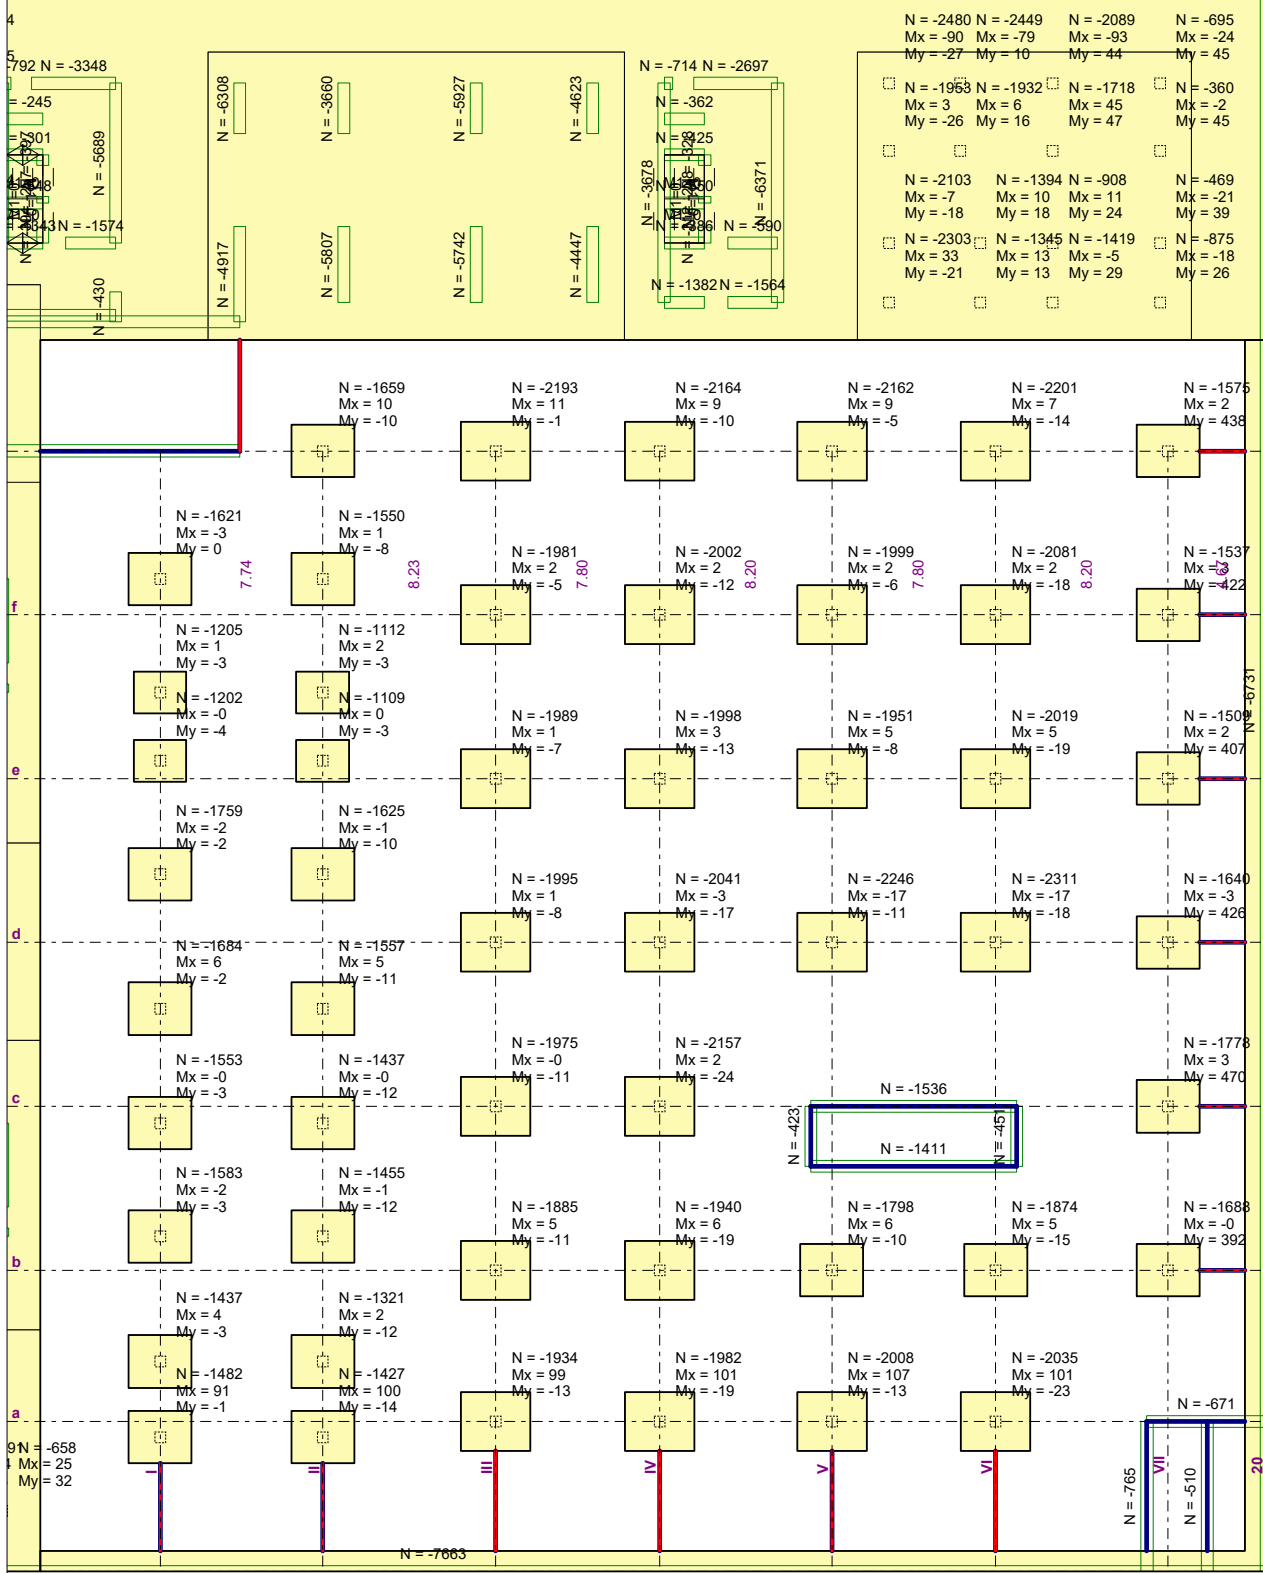 4
N = -2480 N = -2449 N = -2089 N = -695
Mx = -90 Mx = -79 Mx = -93 Mx = -24
My = -27 My = 10 My = 44 My = 45
5
-792 N = -3348
N = -714 N = -2697
N = -1953 N = -1932 N = -1718 N = -360
Mx = 3 Mx = 6 Mx = 45 Mx = -2
My = -26 My = 16 My = 47 My = 45
= -245
N = -362
N = -6308
N = -3660
N = -5927
N = -4623
N = -5689
N = -3678
N = -6371
N = -2103 N = -1394 N = -908 N = -469
Mx = -7 Mx = 10 Mx = 11 Mx = -21
My = -18 My = 18 My = 24 My = 39
N = -1574
N = -590
N = -2303 N = -1345 N = -1419 N = -875
Mx = 33 Mx = 13 Mx = -5 Mx = -18
My = -21 My = 13 My = 29 My = 26
N = -4917
N = -5807
N = -5742
N = -4447
N = -1382 N = -1564
N = -430
N = -1659 N = -2193 N = -2164 N = -2162 N = -2201 N = -1575
Mx = 10 Mx = 11 Mx = 9 Mx = 9 Mx = 7 Mx = 2
My = -10 My = -1 My = -10 My = -5 My = -14 My = 438
N = -1621 N = -1550
Mx = -3 Mx = 1
My = 0 My = -8
N = -1981 N = -2002 N = -1999 N = -2081 N = -1537
Mx = 2 Mx = 2 Mx = 2 Mx = 2 Mx = 3
My = -5 My = -12 My = -6 My = -18 My = 422
7.74 8.23 7.80 8.20 7.80 8.20 4.67
f
N = -1205 N = -1112
Mx = 1 Mx = 2
My = -3 My = -3
N = -1202 N = -1109
Mx = -0 Mx = 0
My = -4 My = -3
N = -6731
N = -1989 N = -1998 N = -1951 N = -2019 N = -1509
Mx = 1 Mx = 3 Mx = 5 Mx = 5 Mx = 2
My = -7 My = -13 My = -8 My = -19 My = 407
e
N = -1759 N = -1625
Mx = -2 Mx = -1
My = -2 My = -10
N = -1995 N = -2041 N = -2246 N = -2311 N = -1640
Mx = 1 Mx = -3 Mx = -17 Mx = -17 Mx = -3
My = -8 My = -17 My = -11 My = -18 My = 426
d
N = -1684 N = -1557
Mx = 6 Mx = 5
My = -2 My = -11
N = -1975 N = -2157 N = -1778
Mx = -0 Mx = 2 Mx = 3
My = -11 My = -24 My = 470
N = -1553 N = -1437
Mx = -0 Mx = -0
My = -3 My = -12
c
N = -1536
N = -423
N = -451
N = -1411
N = -1583 N = -1455
Mx = -2 Mx = -1
My = -3 My = -12
N = -1885 N = -1940 N = -1798 N = -1874 N = -1688
Mx = 5 Mx = 6 Mx = 6 Mx = 5 Mx = -0
My = -11 My = -19 My = -10 My = -15 My = 392
b
N = -1437 N = -1321
Mx = 4 Mx = 2
My = -3 My = -12
N = -1482 N = -1427
Mx = 91 Mx = 100
My = -1 My = -14
N = -1934 N = -1982 N = -2008 N = -2035
Mx = 99 Mx = 101 Mx = 107 Mx = 101
My = -13 My = -19 My = -13 My = -23
N = -671
a
N = -658
Mx = 25
My = 32
I II III IV V VI VII 20
N = -765
N = -510
N = -7663